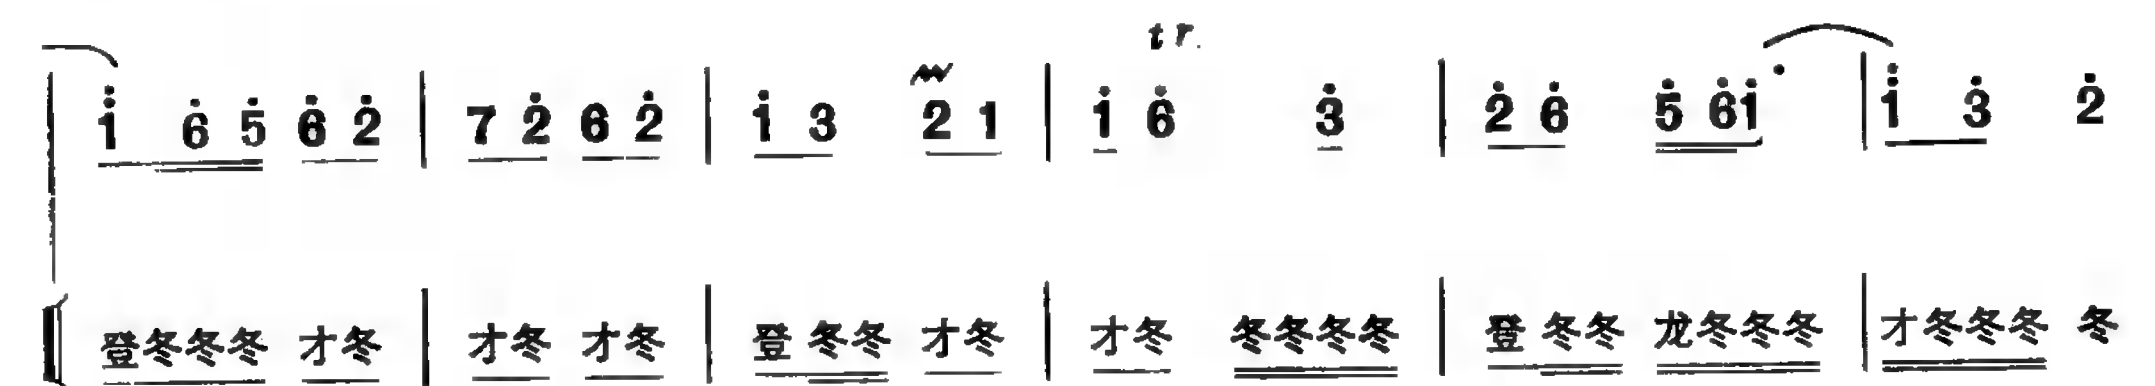 tr.
1 6 5 6 2 | 7 2 6 2 | 1 3 2 1 | 1 6 3 | 2 6 5 6 1 | 1 3 2
登冬冬冬 才冬 | 才冬 才冬 | 登 冬冬 才冬 | 才冬 冬冬冬冬 | 登 冬冬 龙冬冬冬 | 才冬冬冬 冬